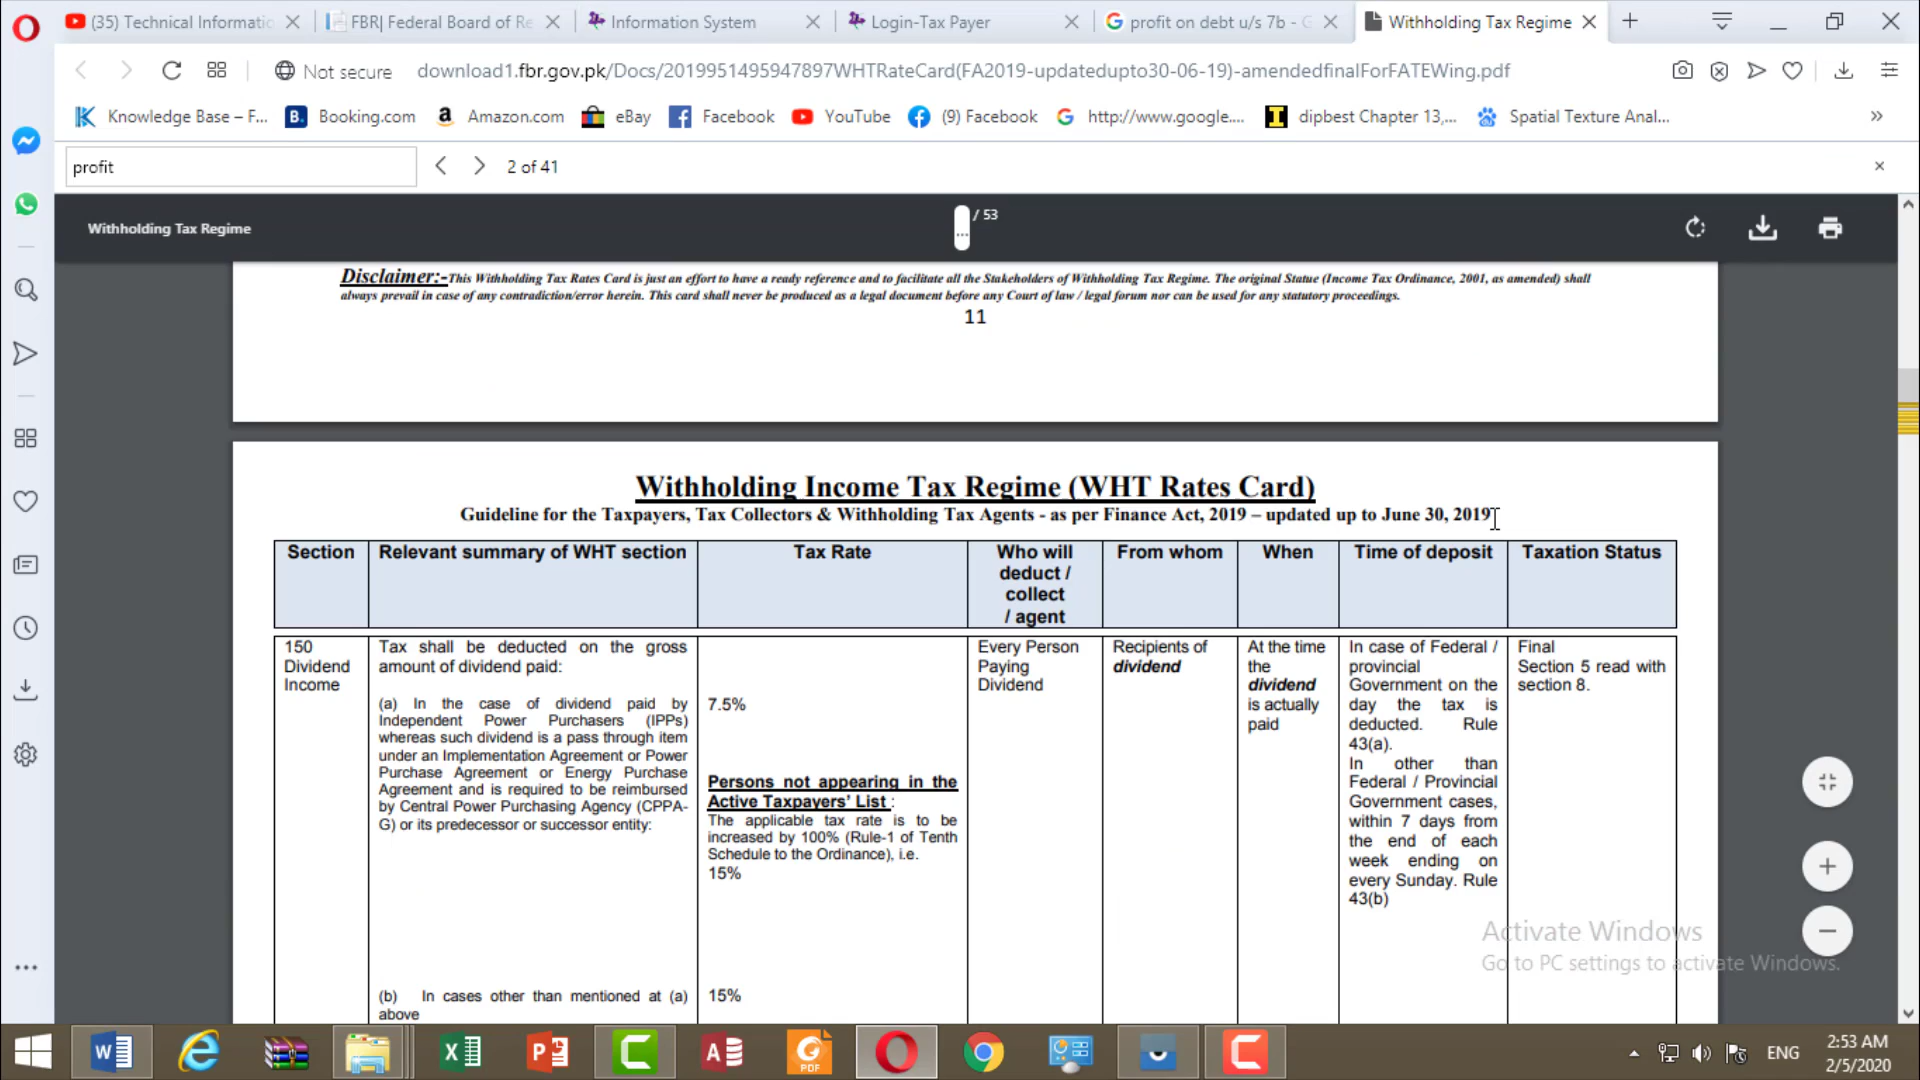 (35) Technical Informatio
FBR| Federal Board of Re
Information System
Login-Tax Payer
profit on debt u/s 7b - G
Withholding Tax Regime
Not secure
download1.fbr.gov.pk/Docs/2019951495947897WHTRateCard(FA2019-updatedupto30-06-19)-amendedfinalForFATEWing.pdf
Knowledge Base – F...
Booking.com
Amazon.com
eBay
Facebook
YouTube
(9) Facebook
http://www.google....
dipbest Chapter 13,...
Spatial Texture Anal...
profit
2 of 41
Withholding Tax Regime
... / 53
Disclaimer:-This Withholding Tax Rates Card is just an effort to have a ready reference and to facilitate all the Stakeholders of Withholding Tax Regime. The original Statue (Income Tax Ordinance, 2001, as amended) shall
always prevail in case of any contradiction/error herein. This card shall never be produced as a legal document before any Court of law / legal forum nor can be used for any statutory proceedings.
11
Withholding Income Tax Regime (WHT Rates Card)
Guideline for the Taxpayers, Tax Collectors & Withholding Tax Agents - as per Finance Act, 2019 – updated up to June 30, 2019
Section
Relevant summary of WHT section
Tax Rate
Who will
deduct /
collect
/ agent
From whom
When
Time of deposit
Taxation Status
150
Dividend
Income
Tax shall be deducted on the gross
amount of dividend paid:
(a) In the case of dividend paid by
Independent Power Purchasers (IPPs)
whereas such dividend is a pass through item
under an Implementation Agreement or Power
Purchase Agreement or Energy Purchase
Agreement and is required to be reimbursed
by Central Power Purchasing Agency (CPPA-
G) or its predecessor or successor entity:
(b) In cases other than mentioned at (a)
above
7.5%
Persons not appearing in the
Active Taxpayers' List :
The applicable tax rate is to be
increased by 100% (Rule-1 of Tenth
Schedule to the Ordinance), i.e.
15%
15%
Every Person
Paying
Dividend
Recipients of
dividend
At the time
the
dividend
is actually
paid
In case of Federal /
provincial
Government on the
day the tax is
deducted. Rule
43(a).
In other than
Federal / Provincial
Government cases,
within 7 days from
the end of each
week ending on
every Sunday. Rule
43(b)
Final
Section 5 read with
section 8.
Activate Windows
Go to PC settings to activate Windows.
ENG
2:53 AM
2/5/2020